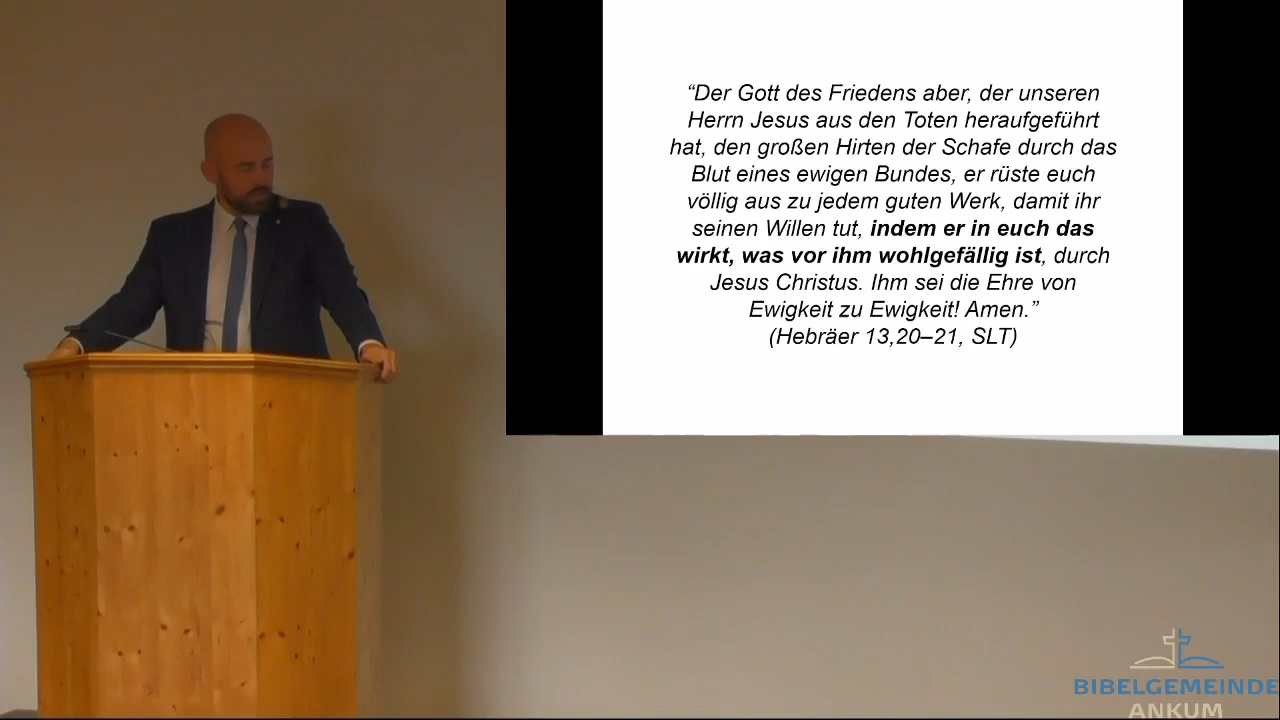 “Der Gott des Friedens aber, der unseren
Herrn Jesus aus den Toten heraufgeführt
hat, den großen Hirten der Schafe durch das
Blut eines ewigen Bundes, er rüste euch
völlig aus zu jedem guten Werk, damit ihr
seinen Willen tut, indem er in euch das
wirkt, was vor ihm wohlgefällig ist, durch
Jesus Christus. Ihm sei die Ehre von
Ewigkeit zu Ewigkeit! Amen.”
(Hebräer 13,20–21, SLT)
BIBELGEMEINDE
ANKUM